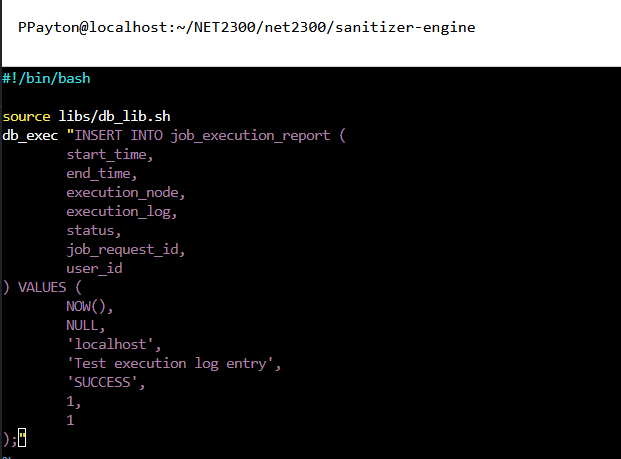 PPayton@localhost:~/NET2300/net2300/sanitizer-engine
#!/bin/bash
source libs/db_lib.sh
db_exec "INSERT INTO job_execution_report (
start_time,
end_time,
execution_node,
execution_log,
status,
job_request_id,
user_id
) VALUES (
NOW(),
NULL,
'localhost',
'Test execution log entry',
'SUCCESS',
1,
1
);"